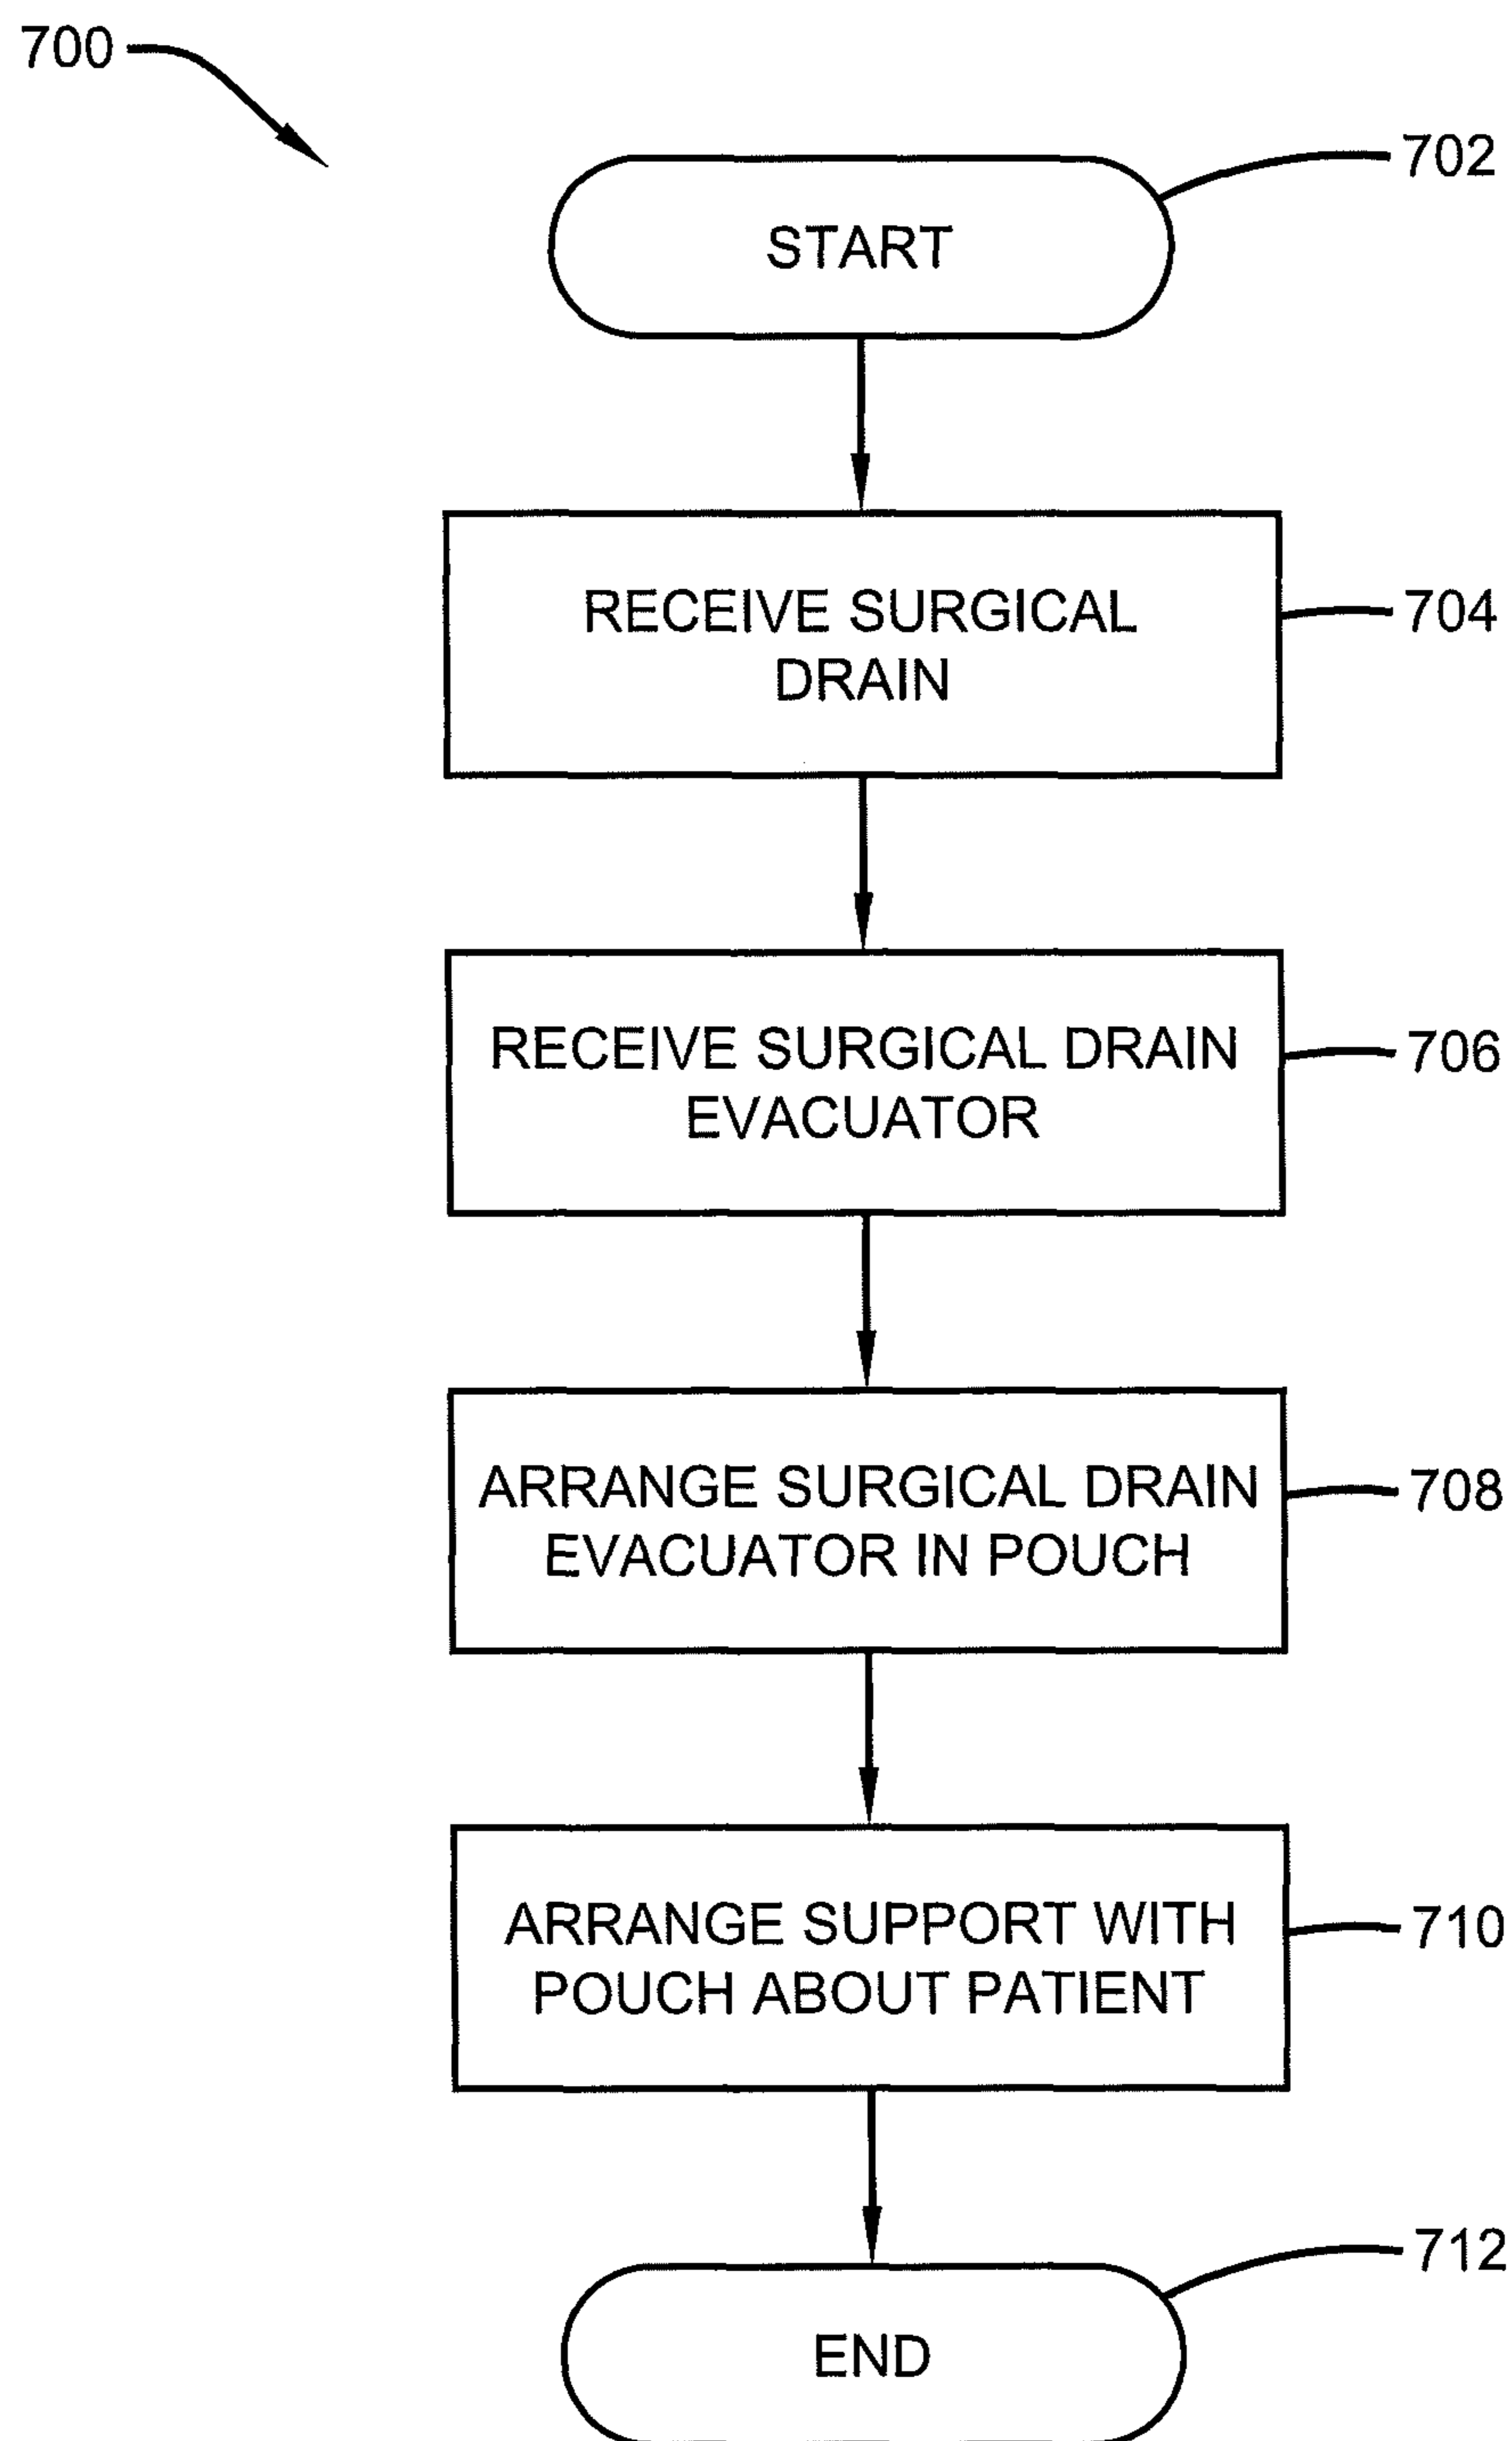 700
702
START
RECEIVE SURGICAL
DRAIN
704
RECEIVE SURGICAL DRAIN
EVACUATOR
706
ARRANGE SURGICAL DRAIN
EVACUATOR IN POUCH
708
ARRANGE SUPPORT WITH
POUCH ABOUT PATIENT
710
712
END